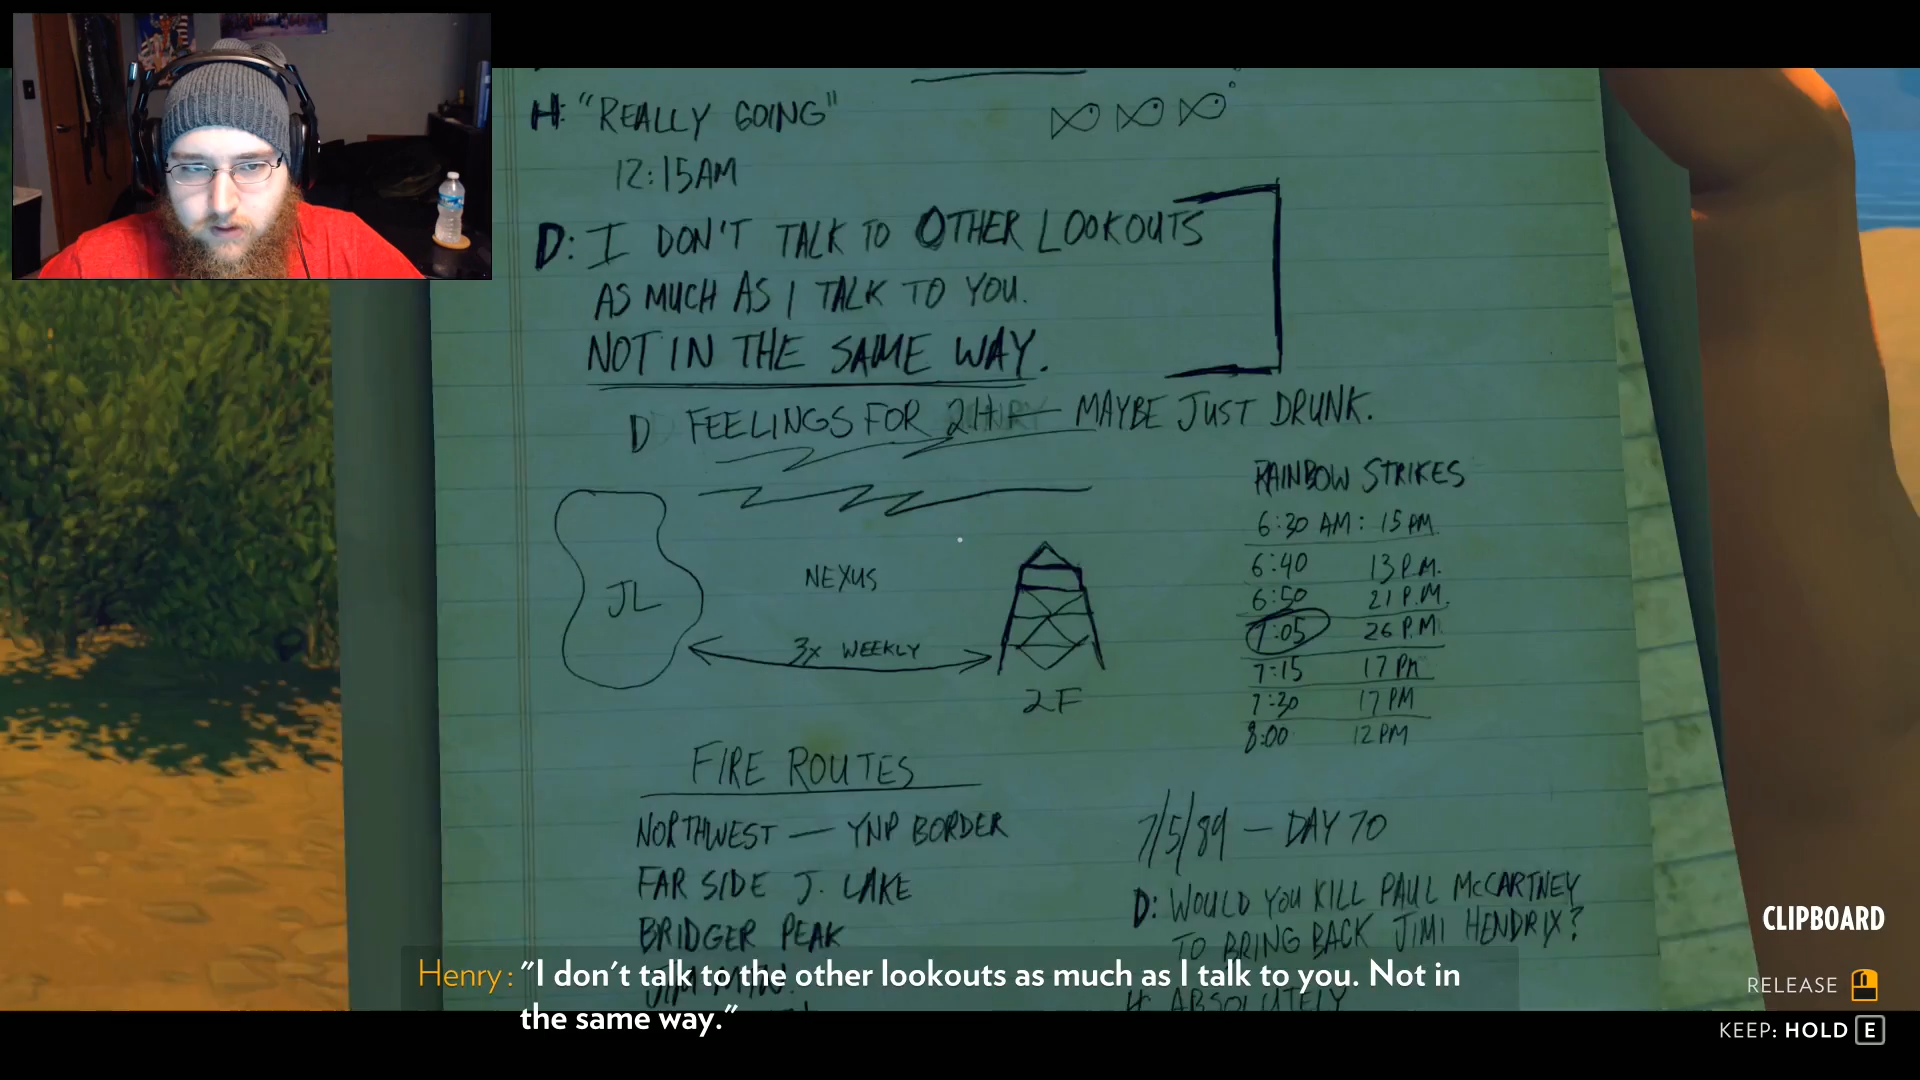 H: "REALLY GOING"
12:15AM
D: I DON'T TALK TO OTHER LOOKOUTS
AS MUCH AS I TALK TO YOU.
NOT IN THE SAME WAY.
D FEELINGS FOR 2H — MAYBE JUST DRUNK.
JL
NEXUS
3x WEEKLY
2F
RAINBOW STRIKES
6:30 AM: 15 PM
6:40 13 P.M.
6:50 21 P.M.
7:05 26 P.M
7:15 17 PM
7:30 17 PM
8:00 12 PM
FIRE ROUTES
NORTHWEST — YNP BORDER
FAR SIDE J. LAKE
BRIDGER PEAK
7/5/89 — DAY 70
D: WOULD YOU KILL PAUL McCARTNEY
TO BRING BACK JIMI HENDRIX?
H: ABSOLUTELY
Henry: "I don't talk to the other lookouts as much as I talk to you. Not in
the same way."
CLIPBOARD
RELEASE
KEEP: HOLD E